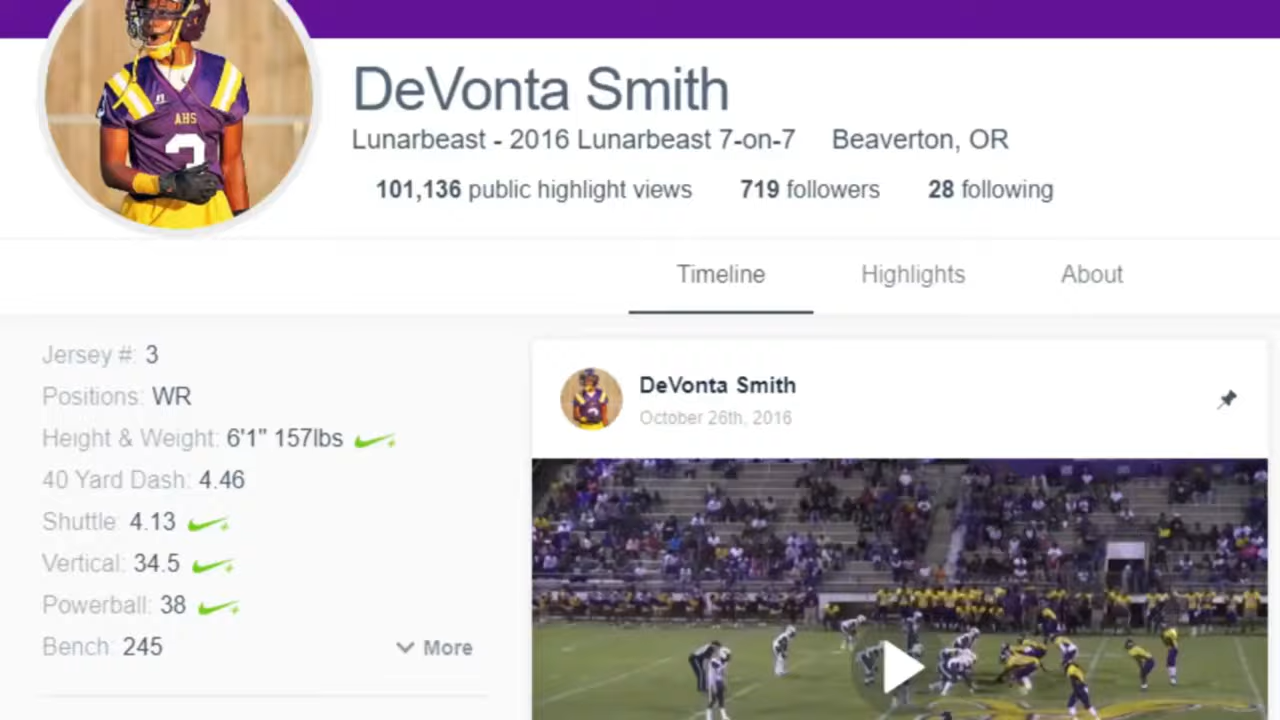 AHS
3
DeVonta Smith
Lunarbeast - 2016 Lunarbeast 7-on-7 Beaverton, OR
101,136 public highlight views 719 followers 28 following
Timeline Highlights About
Jersey #: 3
Positions: WR
Height & Weight: 6'1" 157lbs
40 Yard Dash: 4.46
Shuttle: 4.13
Vertical: 34.5
Powerball: 38
Bench: 245
More
DeVonta Smith
October 26th, 2016